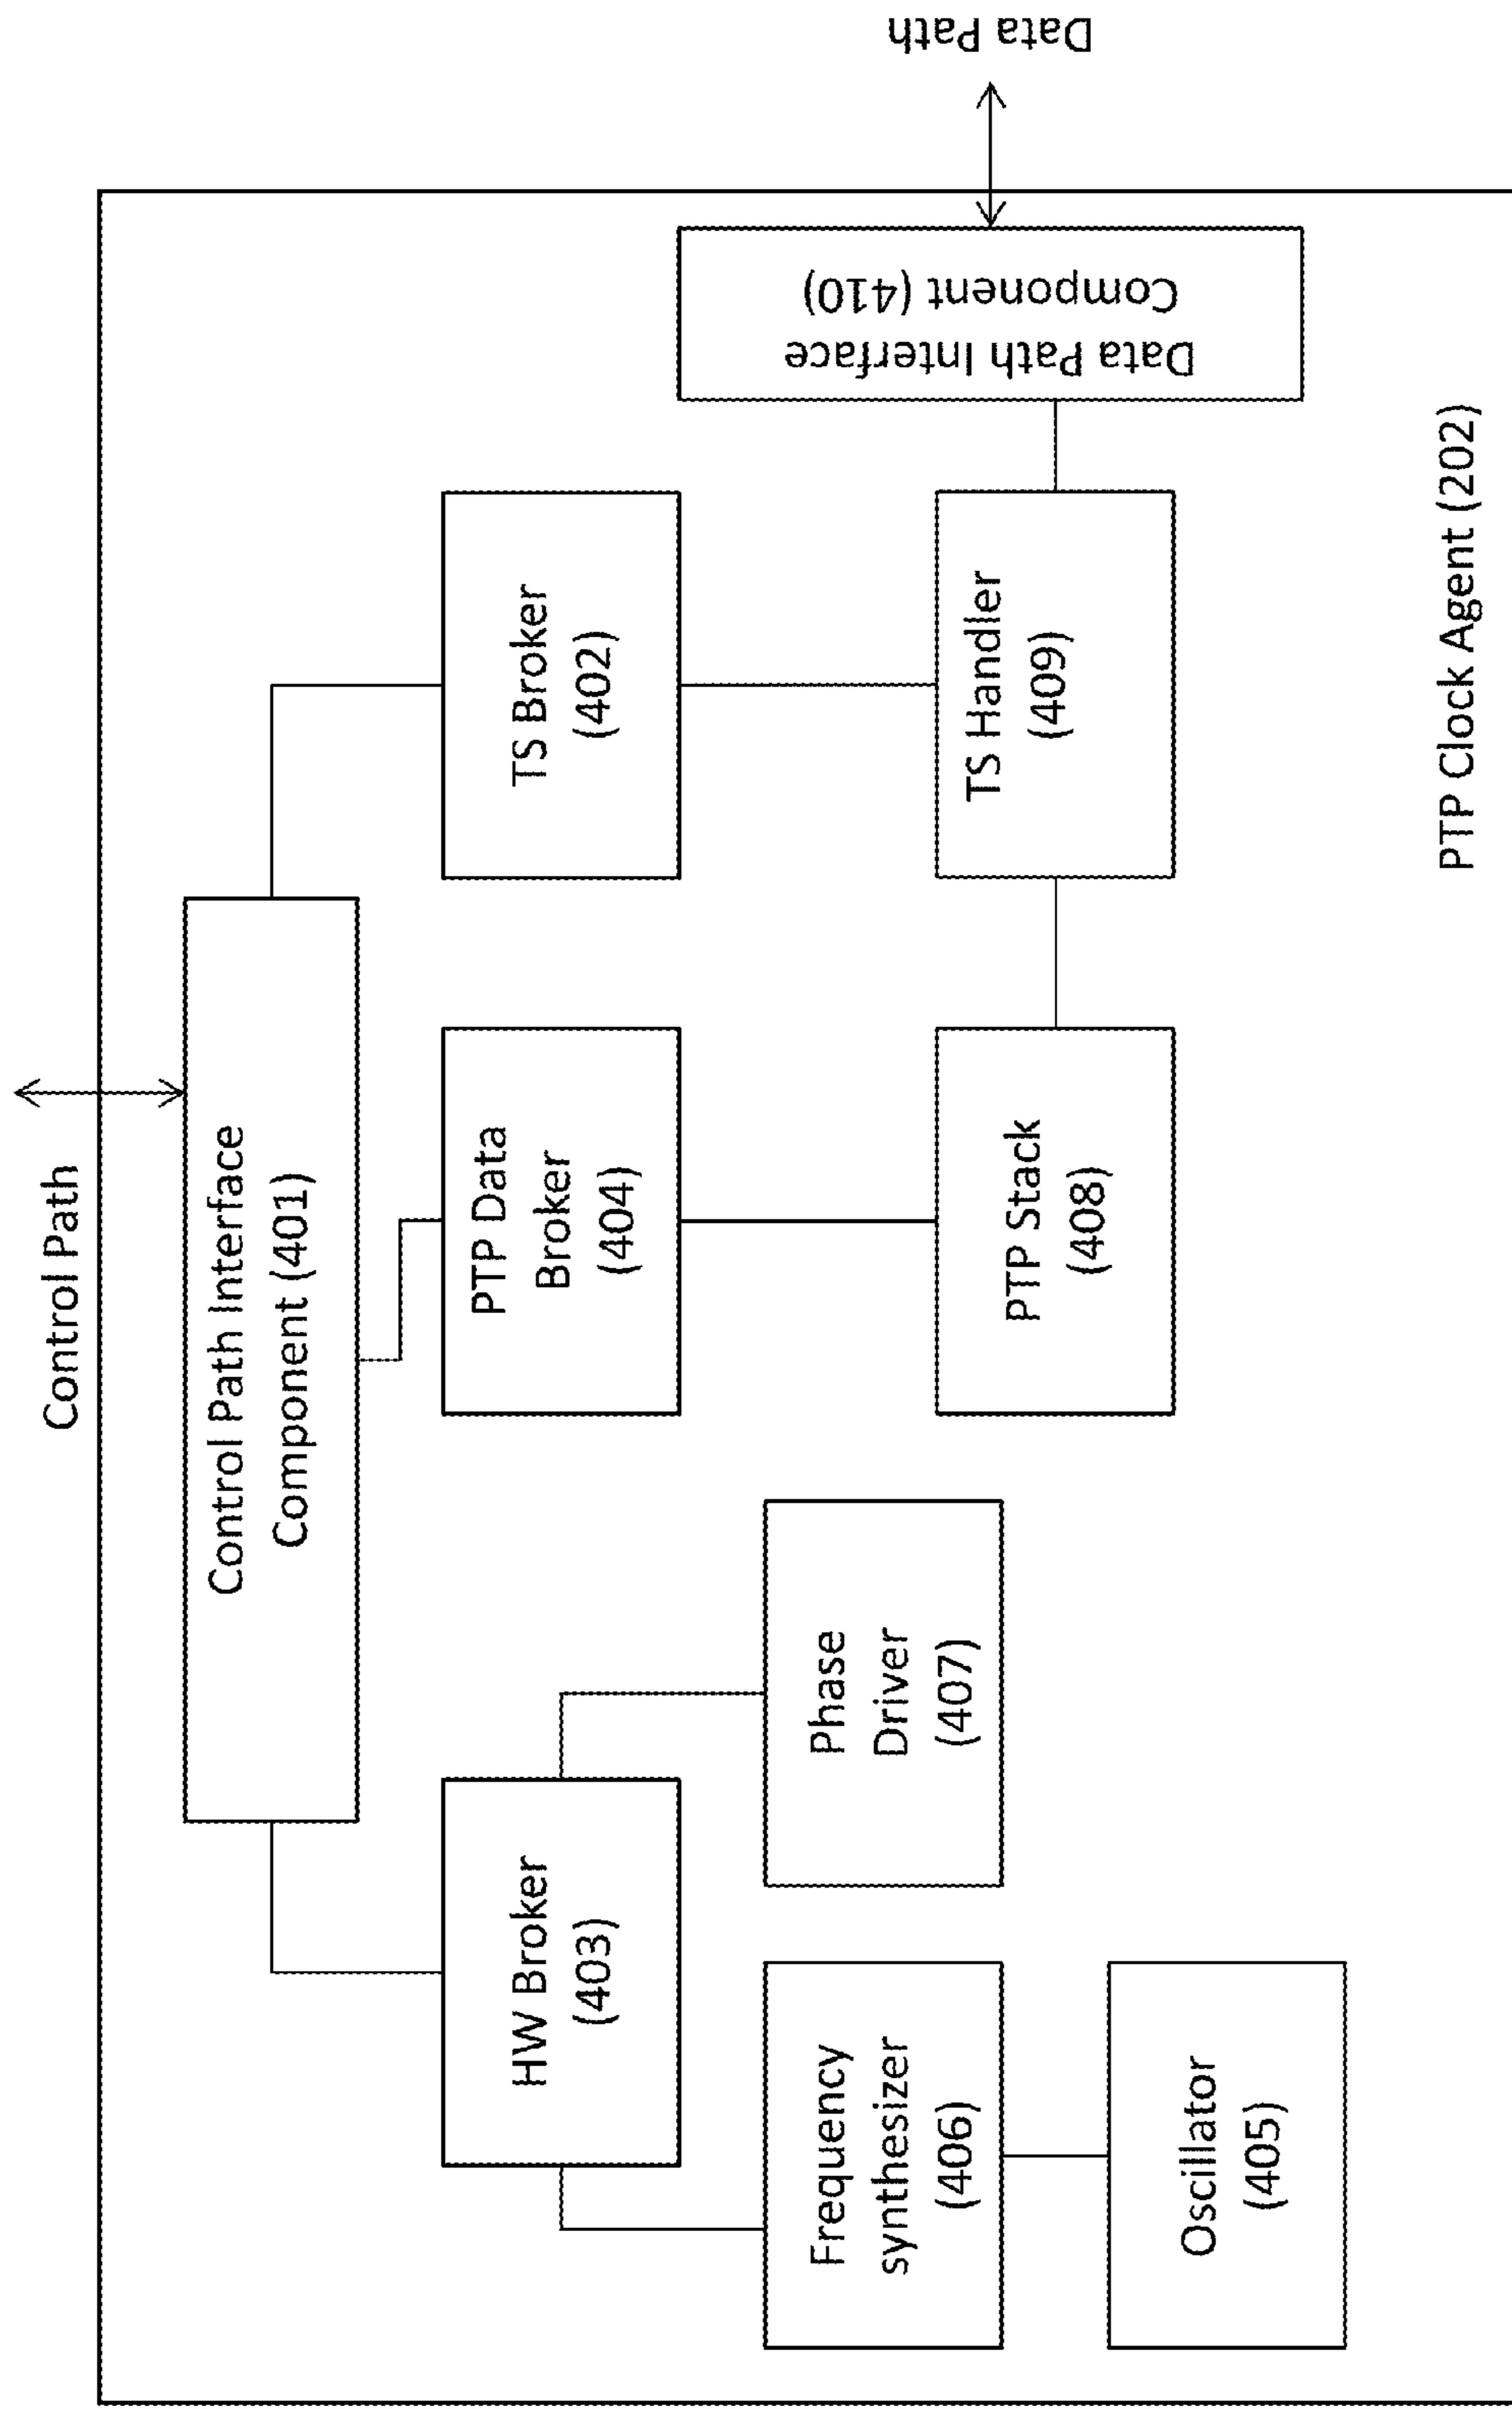 Control Path
Control Path Interface
Component (401)
HW Broker
(403)
PTP Data
Broker
(404)
TS Broker
(402)
Frequency
synthesizer
(406)
Phase
Driver
(407)
Oscillator
(405)
PTP Stack
(408)
TS Handler
(409)
Data Path Interface
Component (410)
Data Path
PTP Clock Agent (202)